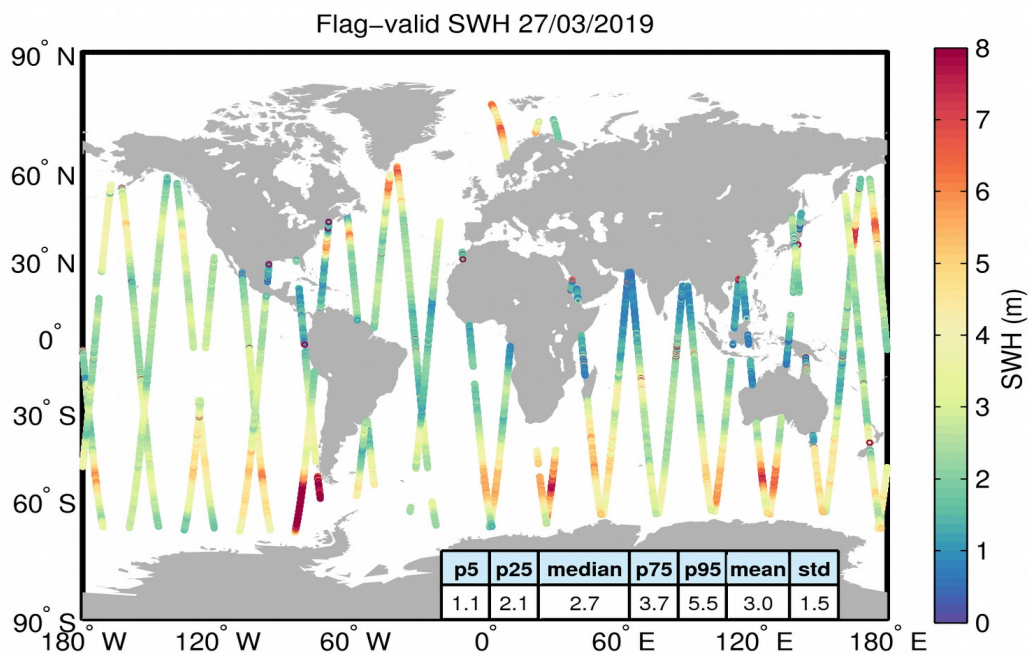 Flag−valid SWH 27/03/2019
90° N
60° N
30° N
0°
30° S
60° S
90° S
180° W
120° W
60° W
0°
60° E
120° E
180° E
8
7
6
5
4
3
2
1
0
SWH (m)
p5 p25 median p75 p95 mean std
1.1 2.1 2.7 3.7 5.5 3.0 1.5